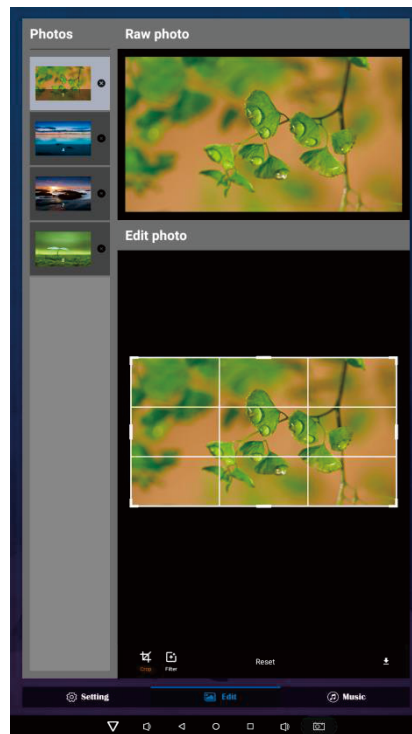 Photos
Raw photo
Edit photo
Crop
Filter
Reset
Setting
Edit
Music